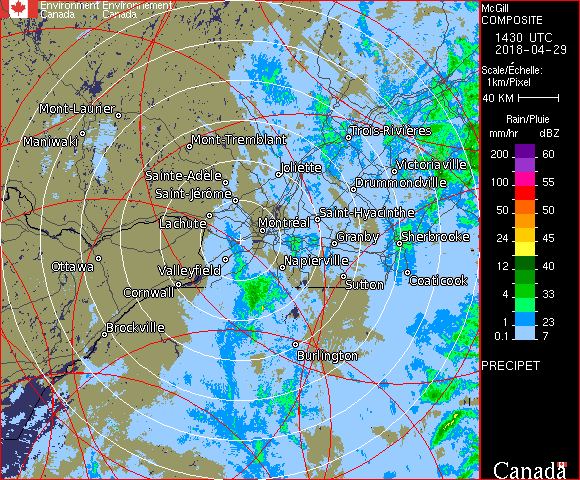 Environment Environnement
Canada Canada
McGill
COMPOSITE
1430 UTC
2018-04-29
Scale/Échelle:
1km/Pixel
40 KM
Rain/Pluie
mm/hr dBZ
200 60
100 55
50 50
24 45
12 40
4 33
1 23
0.1 7
PRECIPET
Mont-Laurier
Maniwaki
Mont-Tremblant
Trois-Rivières
Joliette
Victoriaville
Sainte-Adèle
Drummondville
Saint-Jérôme
Saint-Hyacinthe
Lachute
Montréal
Granby
Sherbrooke
Ottawa
Valleyfield
Napierville
Coaticook
Cornwall
Sutton
Brockville
Burlington
Canada